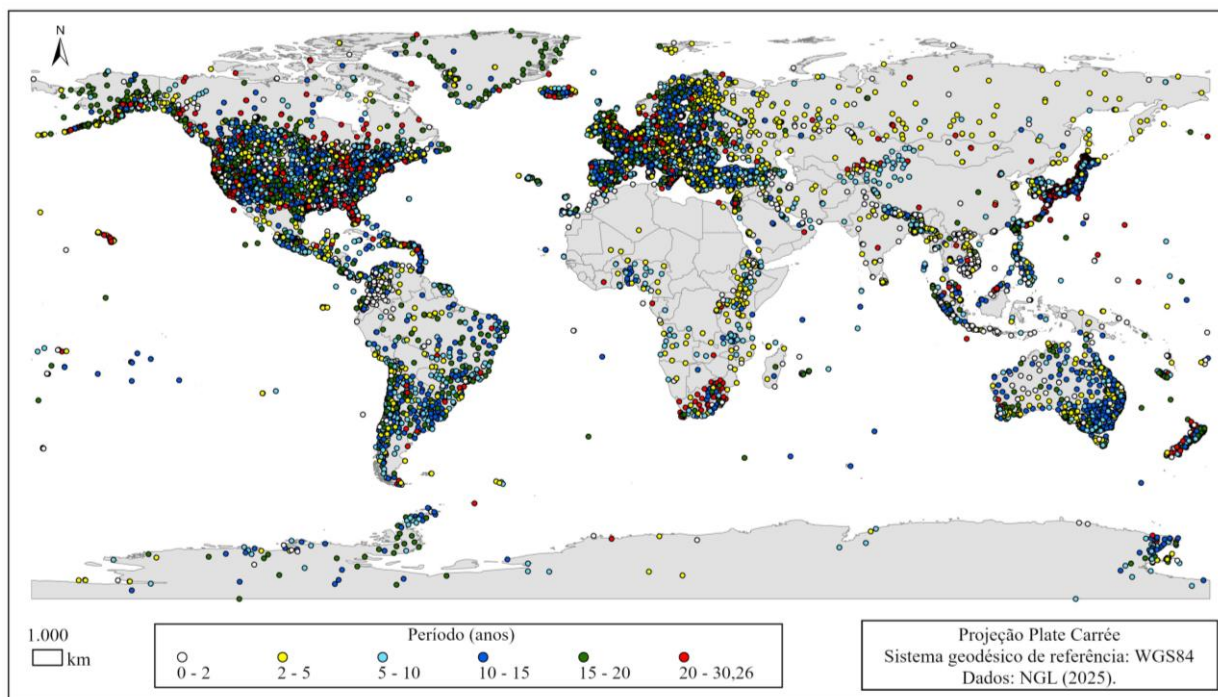 N
1.000
km
Período (anos)
0 - 2 2 - 5 5 - 10 10 - 15 15 - 20 20 - 30,26
Projeção Plate Carrée
Sistema geodésico de referência: WGS84
Dados: NGL (2025).